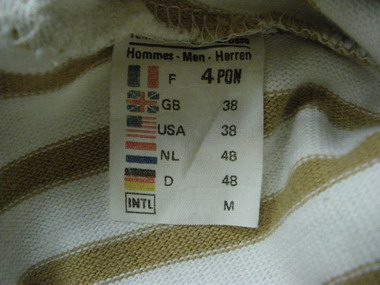 Hommes - Men - Herren
F 4 PON
GB 38
USA 38
NL 48
D 48
INTL M